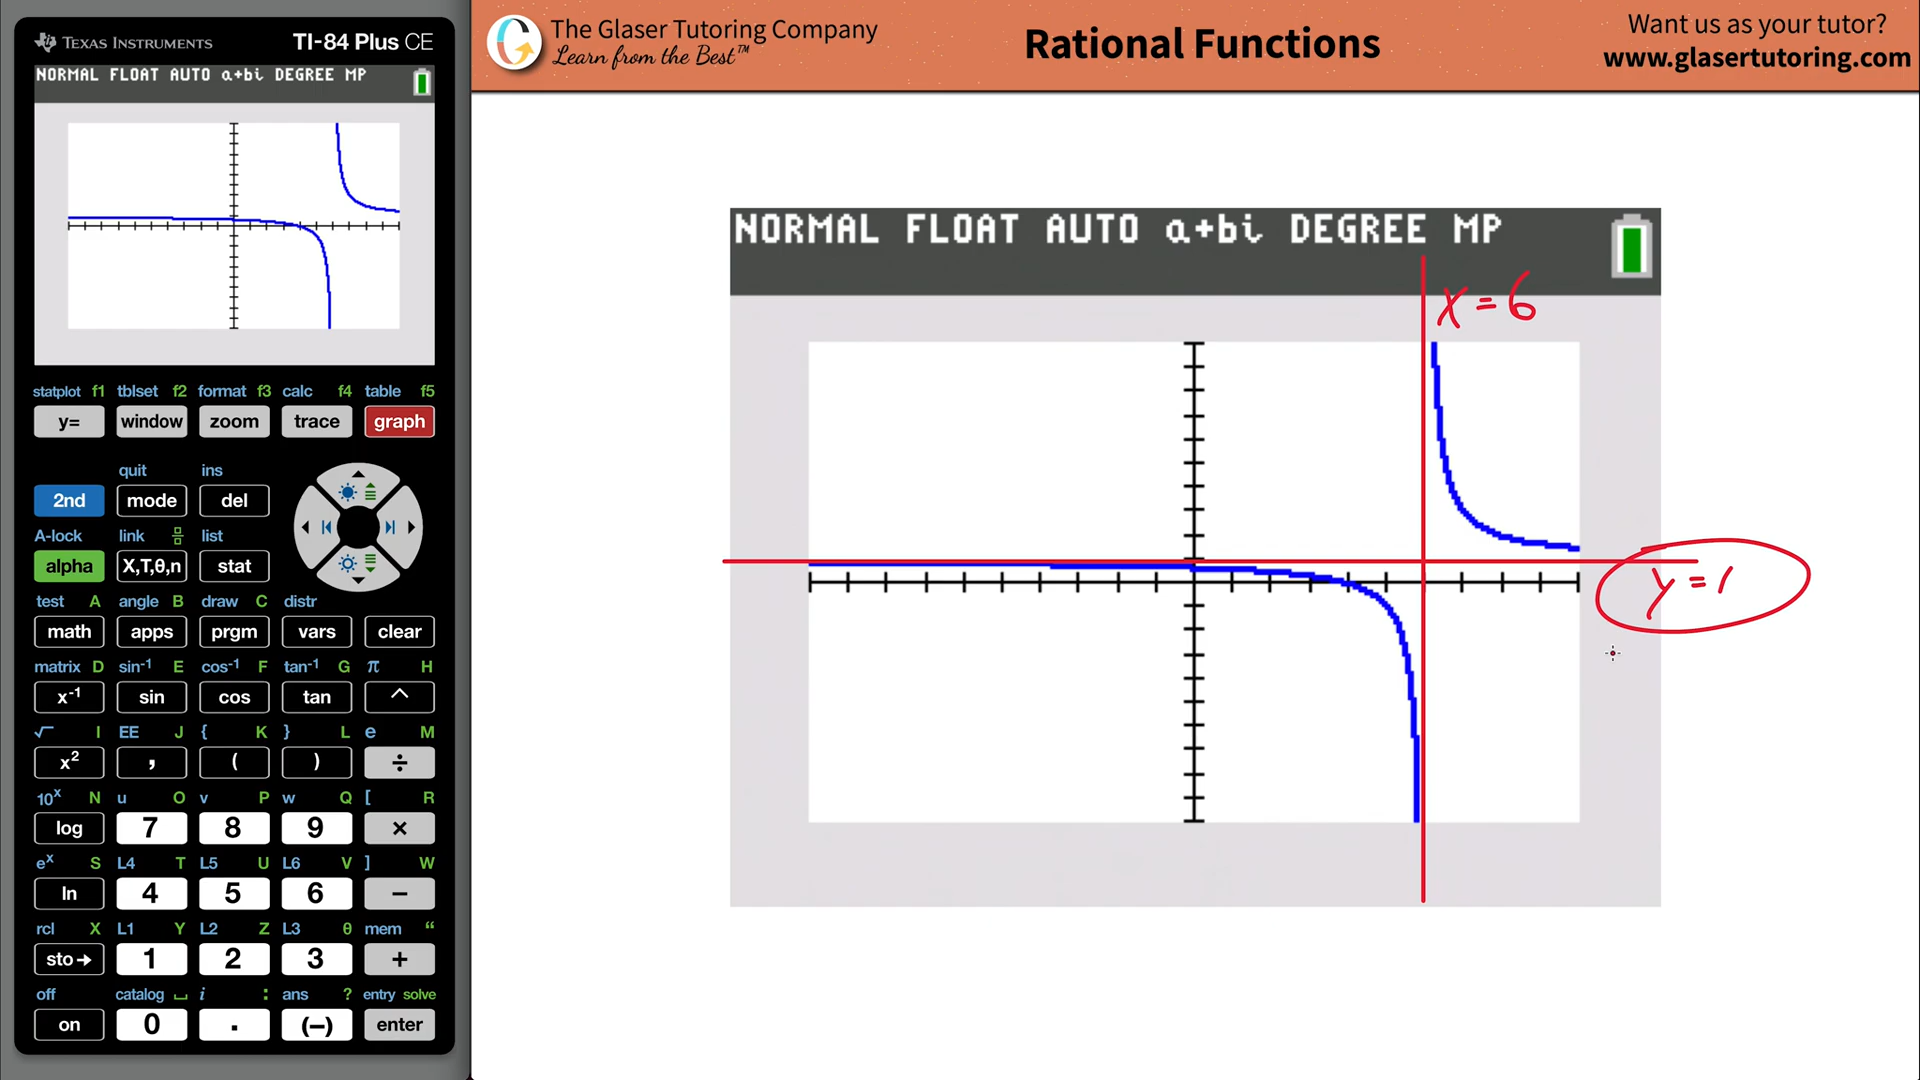 TEXAS INSTRUMENTS TI-84 Plus CE
NORMAL FLOAT AUTO a+bi DEGREE MP
statplot f1 tblset f2 format f3 calc f4 table f5
y= window zoom trace graph
quit ins
2nd mode del
A-lock link list
alpha X,T,θ,n stat
test A angle B draw C distr
math apps prgm vars clear
matrix D sin-1 E cos-1 F tan-1 G π H
x-1 sin cos tan ^
√ I EE J { K } L e M
x² , ( ) ÷
10x N u O v P w Q [ R
log 7 8 9 ×
ex S L4 T L5 U L6 V ] W
ln 4 5 6 −
rcl X L1 Y L2 Z L3 θ mem “
sto→ 1 2 3 +
off catalog ⎵ i : ans ? entry solve
on 0 . (−) enter
The Glaser Tutoring Company
Learn from the Best™
Rational Functions
Want us as your tutor?
www.glasertutoring.com
NORMAL FLOAT AUTO a+bi DEGREE MP
x = 6
y = 1